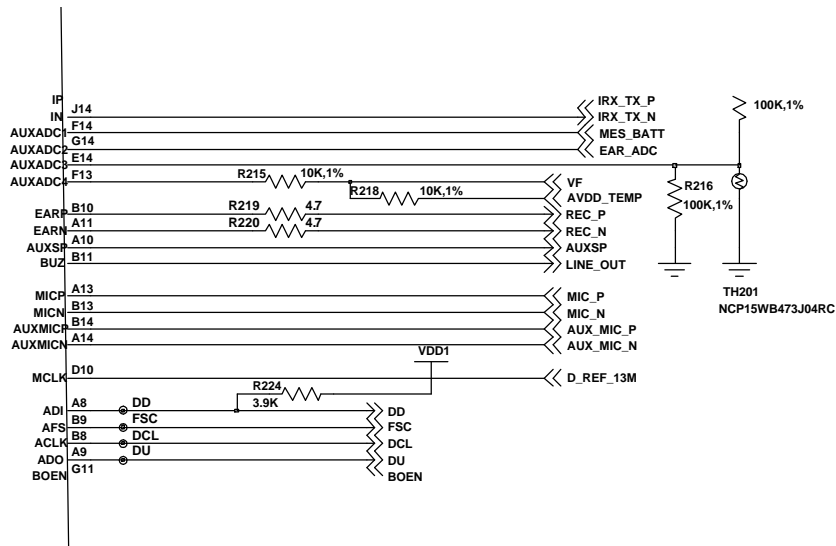 IP
IN
J14
IRX_TX_P
IRX_TX_N
100K,1%
AUXADC1
F14
MES_BATT
AUXADC2
G14
EAR_ADC
AUXADC3
E14
AUXADC4
F13
R215
10K,1%
VF
R218
10K,1%
AVDD_TEMP
R216
100K,1%
EARP
B10
R219
4.7
REC_P
EARN
A11
R220
4.7
REC_N
AUXSP
A10
AUXSP
BUZ
B11
LINE_OUT
TH201
NCP15WB473J04RC
MICP
A13
MIC_P
MICN
B13
MIC_N
AUXMICP
B14
AUX_MIC_P
AUXMICN
A14
AUX_MIC_N
VDD1
MCLK
D10
D_REF_13M
R224
3.9K
ADI
A8
DD
DD
AFS
B9
FSC
FSC
ACLK
B8
DCL
DCL
ADO
A9
DU
DU
BOEN
G11
BOEN